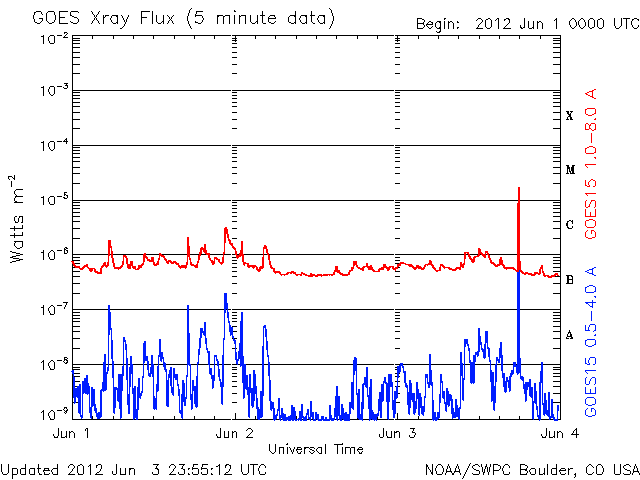 GOES Xray Flux (5 minute data)
Begin: 2012 Jun 1 0000 UTC
10⁻²
10⁻³
10⁻⁴
10⁻⁵
10⁻⁶
10⁻⁷
10⁻⁸
10⁻⁹
Watts m⁻²
X
M
C
B
A
GOES15 1.0-8.0 A
GOES15 0.5-4.0 A
Jun 1
Jun 2
Jun 3
Jun 4
Universal Time
Updated 2012 Jun 3 23:55:12 UTC
NOAA/SWPC Boulder, CO USA